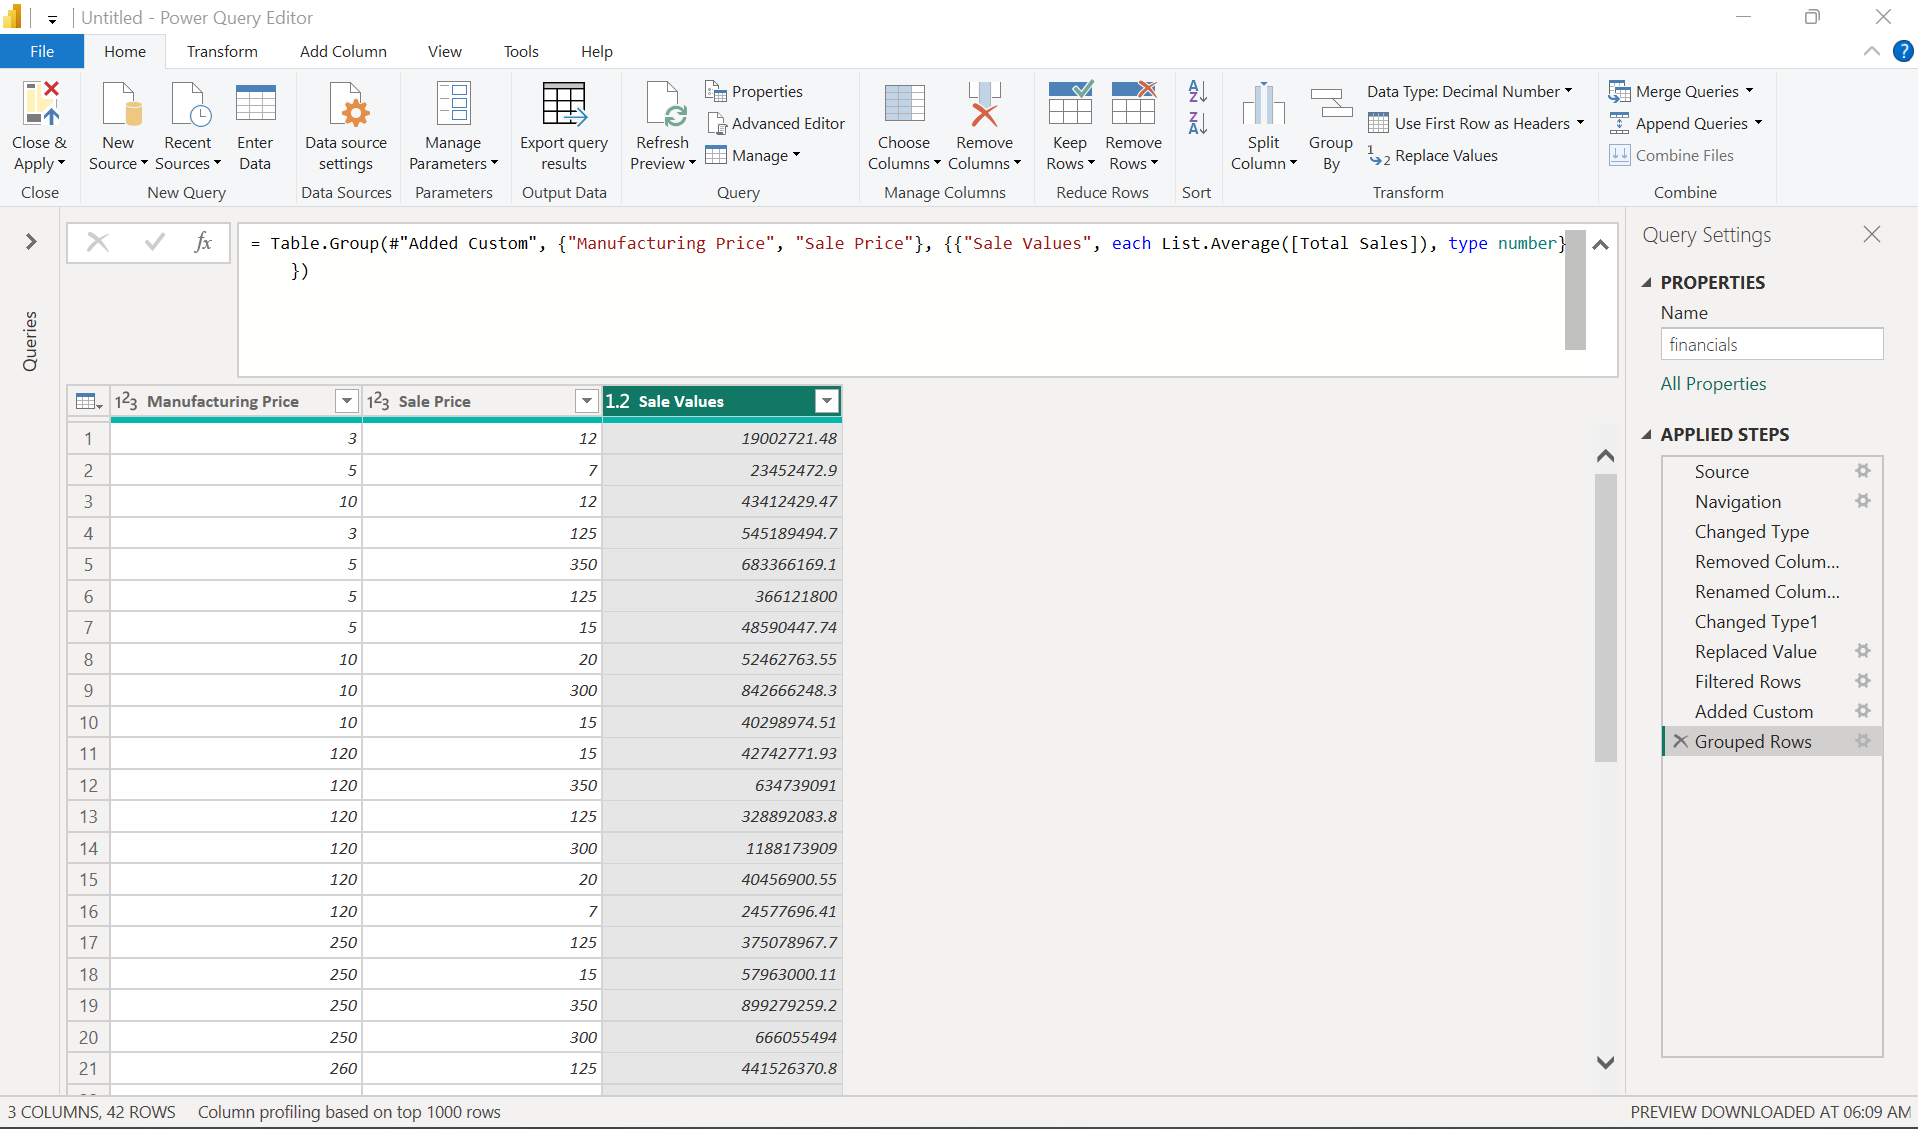 Untitled - Power Query Editor
File Home Transform Add Column View Tools Help
Close & Apply
Close
New Source
Recent Sources
Enter Data
New Query
Data source settings
Data Sources
Manage Parameters
Parameters
Export query results
Output Data
Refresh Preview
Properties
Advanced Editor
Manage
Query
Choose Columns
Remove Columns
Manage Columns
Keep Rows
Remove Rows
Reduce Rows
Sort
Split Column
Group By
Data Type: Decimal Number
Use First Row as Headers
Replace Values
Transform
Merge Queries
Append Queries
Combine Files
Combine
Queries
fx
= Table.Group(#"Added Custom", {"Manufacturing Price", "Sale Price"}, {{"Sale Values", each List.Average([Total Sales]), type number}
})
123 Manufacturing Price 123 Sale Price 1.2 Sale Values
1 3 12 19002721.48
2 5 7 23452472.9
3 10 12 43412429.47
4 3 125 545189494.7
5 5 350 683366169.1
6 5 125 366121800
7 5 15 48590447.74
8 10 20 52462763.55
9 10 300 842666248.3
10 10 15 40298974.51
11 120 15 42742771.93
12 120 350 634739091
13 120 125 328892083.8
14 120 300 1188173909
15 120 20 40456900.55
16 120 7 24577696.41
17 250 125 375078967.7
18 250 15 57963000.11
19 250 350 899279259.2
20 250 300 666055494
21 260 125 441526370.8
Query Settings
PROPERTIES
Name
financials
All Properties
APPLIED STEPS
Source
Navigation
Changed Type
Removed Colum...
Renamed Colum...
Changed Type1
Replaced Value
Filtered Rows
Added Custom
Grouped Rows
3 COLUMNS, 42 ROWS Column profiling based on top 1000 rows PREVIEW DOWNLOADED AT 06:09 AM